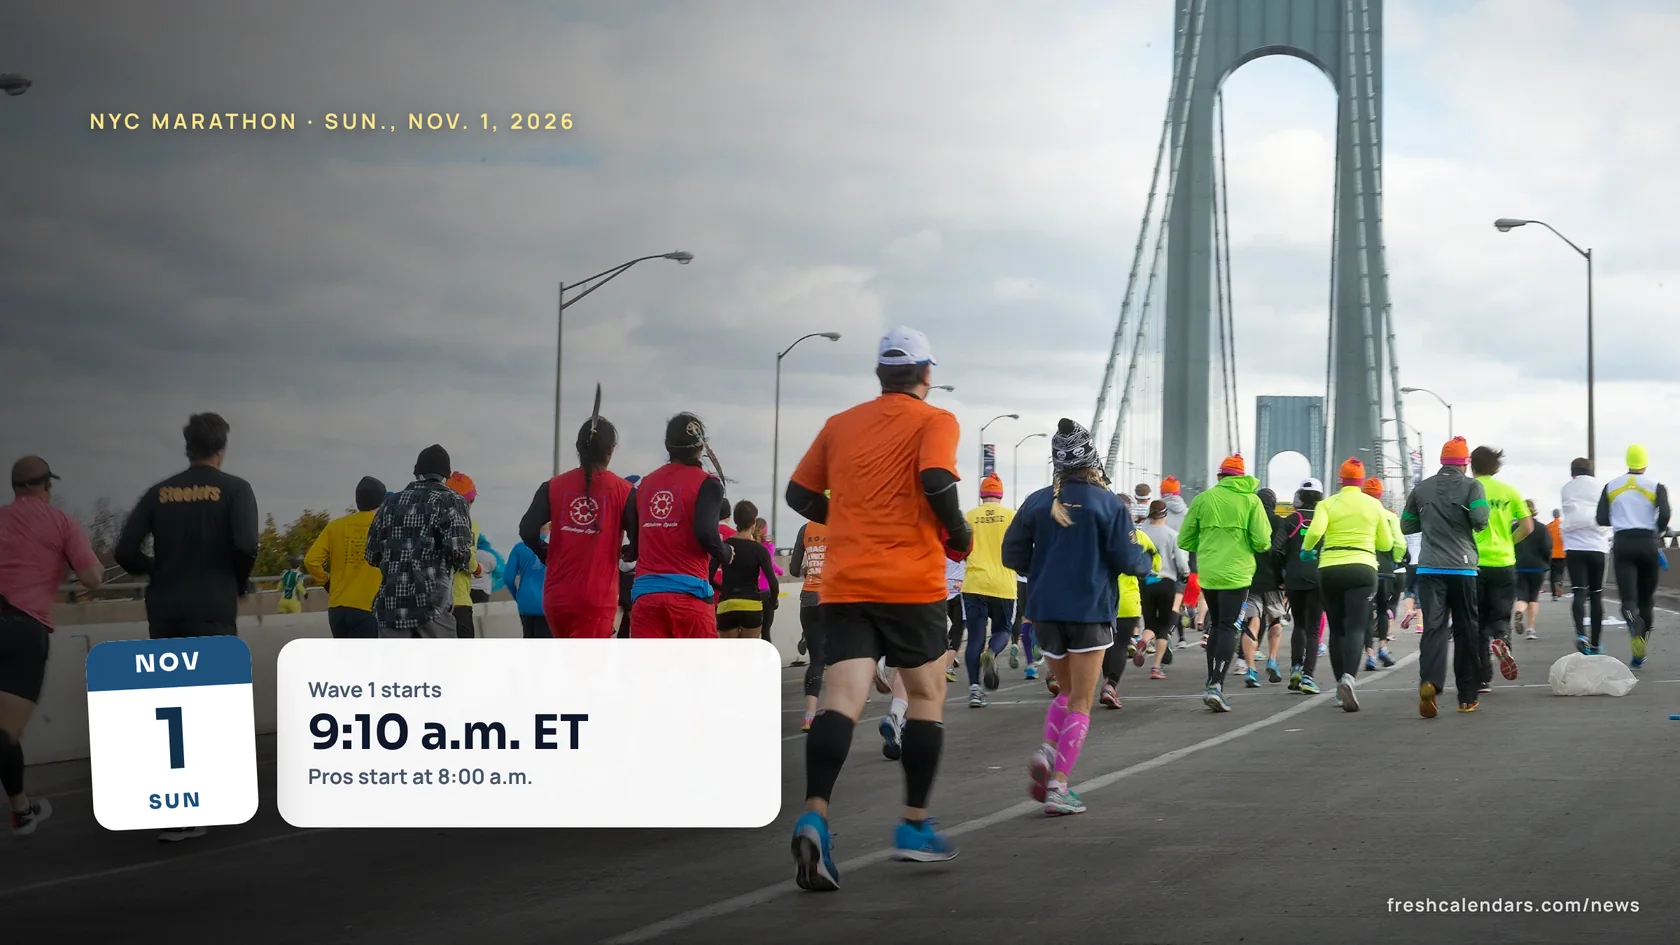 NYC MARATHON · SUN., NOV. 1, 2026
Steelers
NOV
1
SUN
Wave 1 starts
9:10 a.m. ET
Pros start at 8:00 a.m.
freshcalendars.com/news